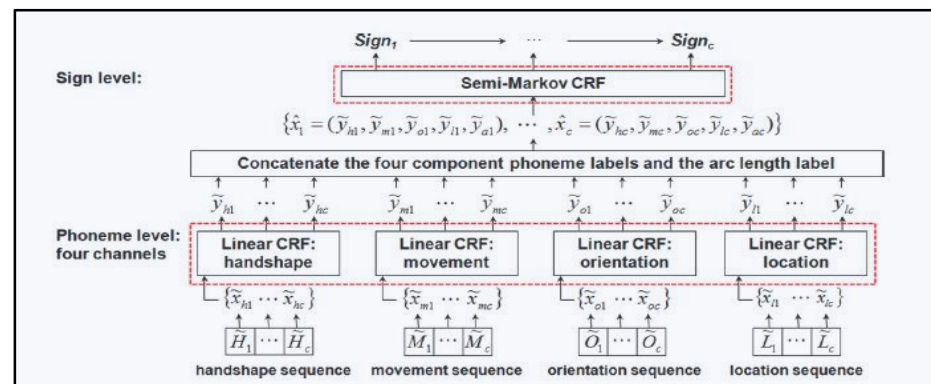 Sign₁ → ... → Sign_c
Sign level:
Semi-Markov CRF
{x̂₁ = (ỹ_h1, ỹ_m1, ỹ_o1, ỹ_l1, ỹ_a1), ⋯ , x̂_c = (ỹ_hc, ỹ_mc, ỹ_oc, ỹ_lc, ỹ_ac)}
Concatenate the four component phoneme labels and the arc length label
ỹ_h1 ⋯ ỹ_hc ỹ_m1 ⋯ ỹ_mc ỹ_o1 ⋯ ỹ_oc ỹ_l1 ⋯ ỹ_lc
Phoneme level:
four channels
Linear CRF:
handshape
Linear CRF:
movement
Linear CRF:
orientation
Linear CRF:
location
{x̃_h1 ⋯ x̃_hc} {x̃_m1 ⋯ x̃_mc} {x̃_o1 ⋯ x̃_oc} {x̃_l1 ⋯ x̃_lc}
H̃₁ ⋯ H̃_c M̃₁ ⋯ M̃_c Õ₁ ⋯ Õ_c L̃₁ ⋯ L̃_c
handshape sequence movement sequence orientation sequence location sequence